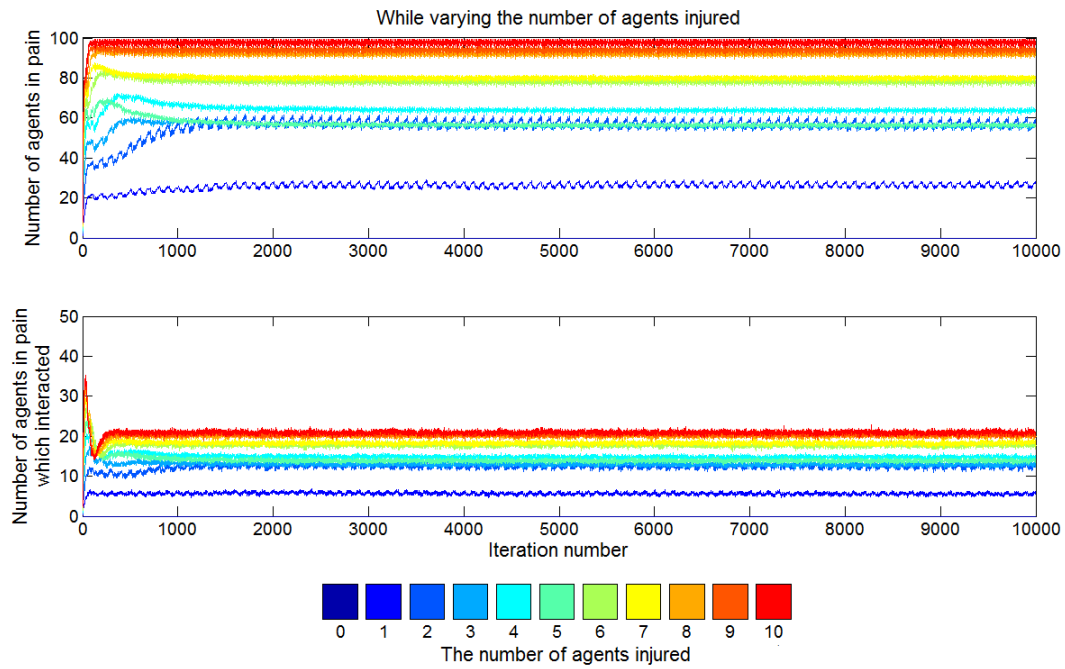 While varying the number of agents injured
Number of agents in pain
100
80
60
40
20
0
0 1000 2000 3000 4000 5000 6000 7000 8000 9000 10000
Number of agents in pain
which interacted
50
40
30
20
10
0
0 1000 2000 3000 4000 5000 6000 7000 8000 9000 10000
Iteration number
0 1 2 3 4 5 6 7 8 9 10
The number of agents injured